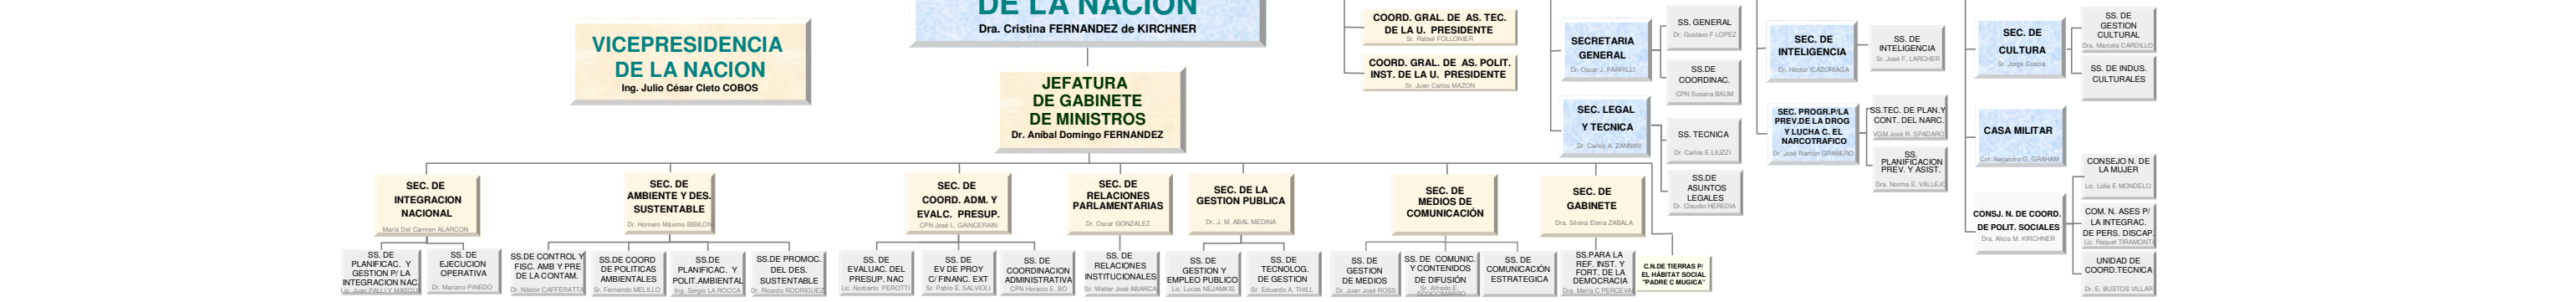 DE LA NACION
Dra. Cristina FERNANDEZ de KIRCHNER
VICEPRESIDENCIA
DE LA NACION
Ing. Julio César Cleto COBOS
JEFATURA
DE GABINETE
DE MINISTROS
Dr. Aníbal Domingo FERNANDEZ
COORD. GRAL. DE AS. TEC.
DE LA U. PRESIDENTE
Sr. Rafael FOLLONIER
COORD. GRAL. DE AS. POLIT.
INST. DE LA U. PRESIDENTE
Sr. Juan Carlos MAZON
SECRETARIA
GENERAL
Dr. Oscar J. PARRILLI
SS. GENERAL
Dr. Gustavo F LOPEZ
SS.DE
COORDINAC.
CPN Susana BAUM
SEC. LEGAL
Y TECNICA
Dr. Carlos A. ZANNINI
SS. TECNICA
Dr. Carlos E.LIUZZI
SS.DE
ASUNTOS
LEGALES
Dr. Claudio HEREDIA
SEC. DE
INTELIGENCIA
Dr. Héctor ICAZURIAGA
SS. DE
INTELIGENCIA
Sr. José F. LARCHER
SEC. PROGR.P/LA
PREV.DE LA DROG
Y LUCHA C. EL
NARCOTRAFICO
Dr. José Ramón GRANERO
SS.TEC. DE PLAN.Y
CONT. DEL NARC.
VGM José R. SPADARO
SS.
PLANIFICACION
PREV. Y ASIST.
Dra. Norma E. VALLEJO
SEC. DE
CULTURA
Sr. Jorge Coscia
SS. DE
GESTION
CULTURAL
Dra. Marcela CARDILLO
SS. DE INDUS.
CULTURALES
CASA MILITAR
Cnl. Alejandro G. GRAHAM
CONSJ. N. DE COORD.
DE POLIT. SOCIALES
Dra. Alicia M. KIRCHNER
CONSEJO N. DE
LA MUJER
Lic. Lidia E MONDELO
COM. N. ASES P/
LA INTEGRAC.
DE PERS. DISCAP.
Lic. Raquel TIRAMONTI
UNIDAD DE
COORD.TECNICA
Dr. E. BUSTOS VILLAR
SEC. DE
INTEGRACION
NACIONAL
María Del Carmen ALARCON
SS. DE
PLANIFICAC. Y
GESTION P/ LA
INTEGRACION NAC.
Lic. Juan PALLI Y MASQU
SS. DE
EJECUCION
OPERATIVA
Dr. Mariano PINEDO
SEC. DE
AMBIENTE Y DES.
SUSTENTABLE
Dr. Homero Máximo BIBILON
SS.DE CONTROL Y
FISC. AMB Y PRE
DE LA CONTAM.
Dr. Néstor CAFFERATTA
SS.DE COORD
DE POLITICAS
AMBIENTALES
Sr. Fernando MELILLO
SS.DE
PLANIFICAC. Y
POLIT.AMBIENTAL
Ing. Sergio LA ROCCA
SS.DE PROMOC.
DEL DES.
SUSTENTABLE
Dr. Ricardo RODRIGUEZ
SEC. DE
COORD. ADM. Y
EVALC. PRESUP.
CPN José L. GAINCERAIN
SS. DE
EVALUAC. DEL
PRESUP. NAC
Lic. Norberto PEROTTI
SS. DE
EV DE PROY
C/ FINANC. EXT
Sr. Pablo E. SALVIOLI
SS. DE
COORDINACION
ADMINISTRATIVA
CPN Horacio E. BÓ
SEC. DE
RELACIONES
PARLAMENTARIAS
Dr. Oscar GONZALEZ
SS. DE
RELACIONES
INSTITUCIONALES
Sr. Walter José ABARCA
SEC. DE LA
GESTION PUBLICA
Dr. J. M. ABAL MEDINA
SS. DE
GESTION Y
EMPLEO PUBLICO
Lic. Lucas NEJAMKIS
SS. DE
TECNOLOG.
DE GESTION
Sr. Eduardo A. THILL
SEC. DE
MEDIOS DE
COMUNICACIÓN
SS. DE
GESTION
DE MEDIOS
Dr. Juan José ROSS
SS. DE COMUNIC.
Y CONTENIDOS
DE DIFUSIÓN
Sr. Alfredo E.
SCOCCIMARRO
SS. DE
COMUNICACIÓN
ESTRATEGICA
SEC. DE
GABINETE
Dra. Silvina Elena ZABALA
SS.PARA LA
REF. INST. Y
FORT. DE LA
DEMOCRACIA
Dra. María C PERCEVAL
C.N.DE TIERRAS P/
EL HÁBITAT SOCIAL
"PADRE C MUGICA"